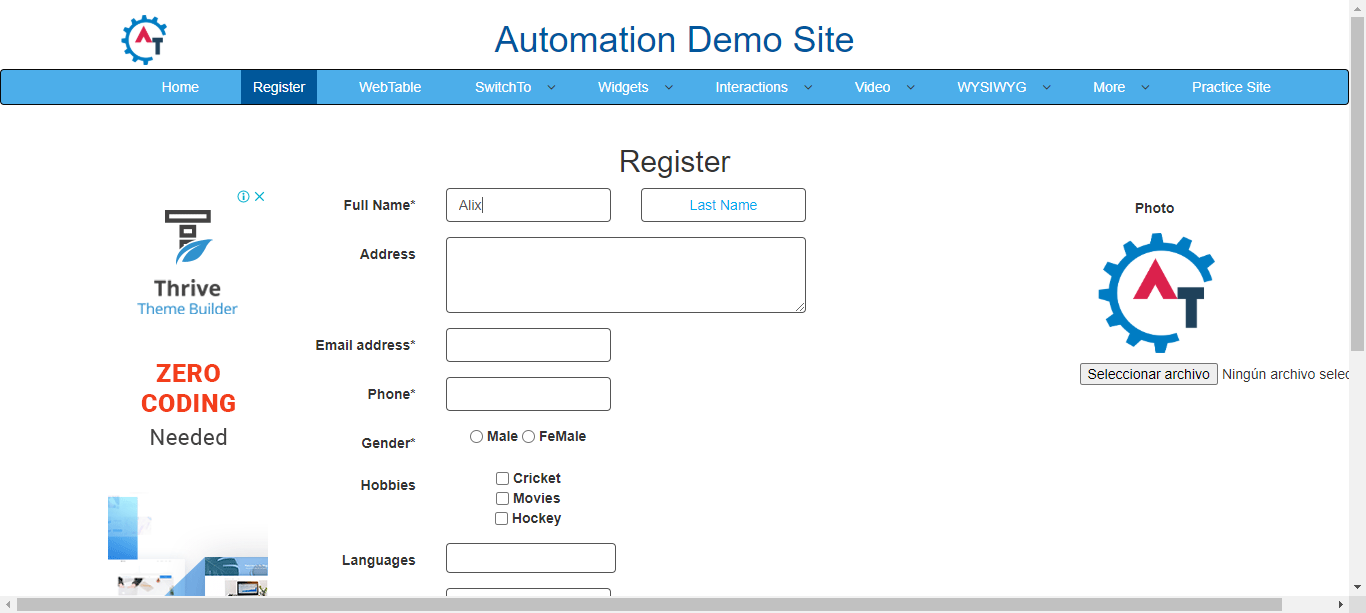 Automation Demo Site
Home Register WebTable SwitchTo Widgets Interactions Video WYSIWYG More Practice Site
Register
Full Name* Alix Last Name
Address
Email address*
Phone*
Gender* Male FeMale
Hobbies Cricket
Movies
Hockey
Languages
Photo
AT
Seleccionar archivo Ningún archivo selec
Thrive
Theme Builder
ZERO
CODING
Needed